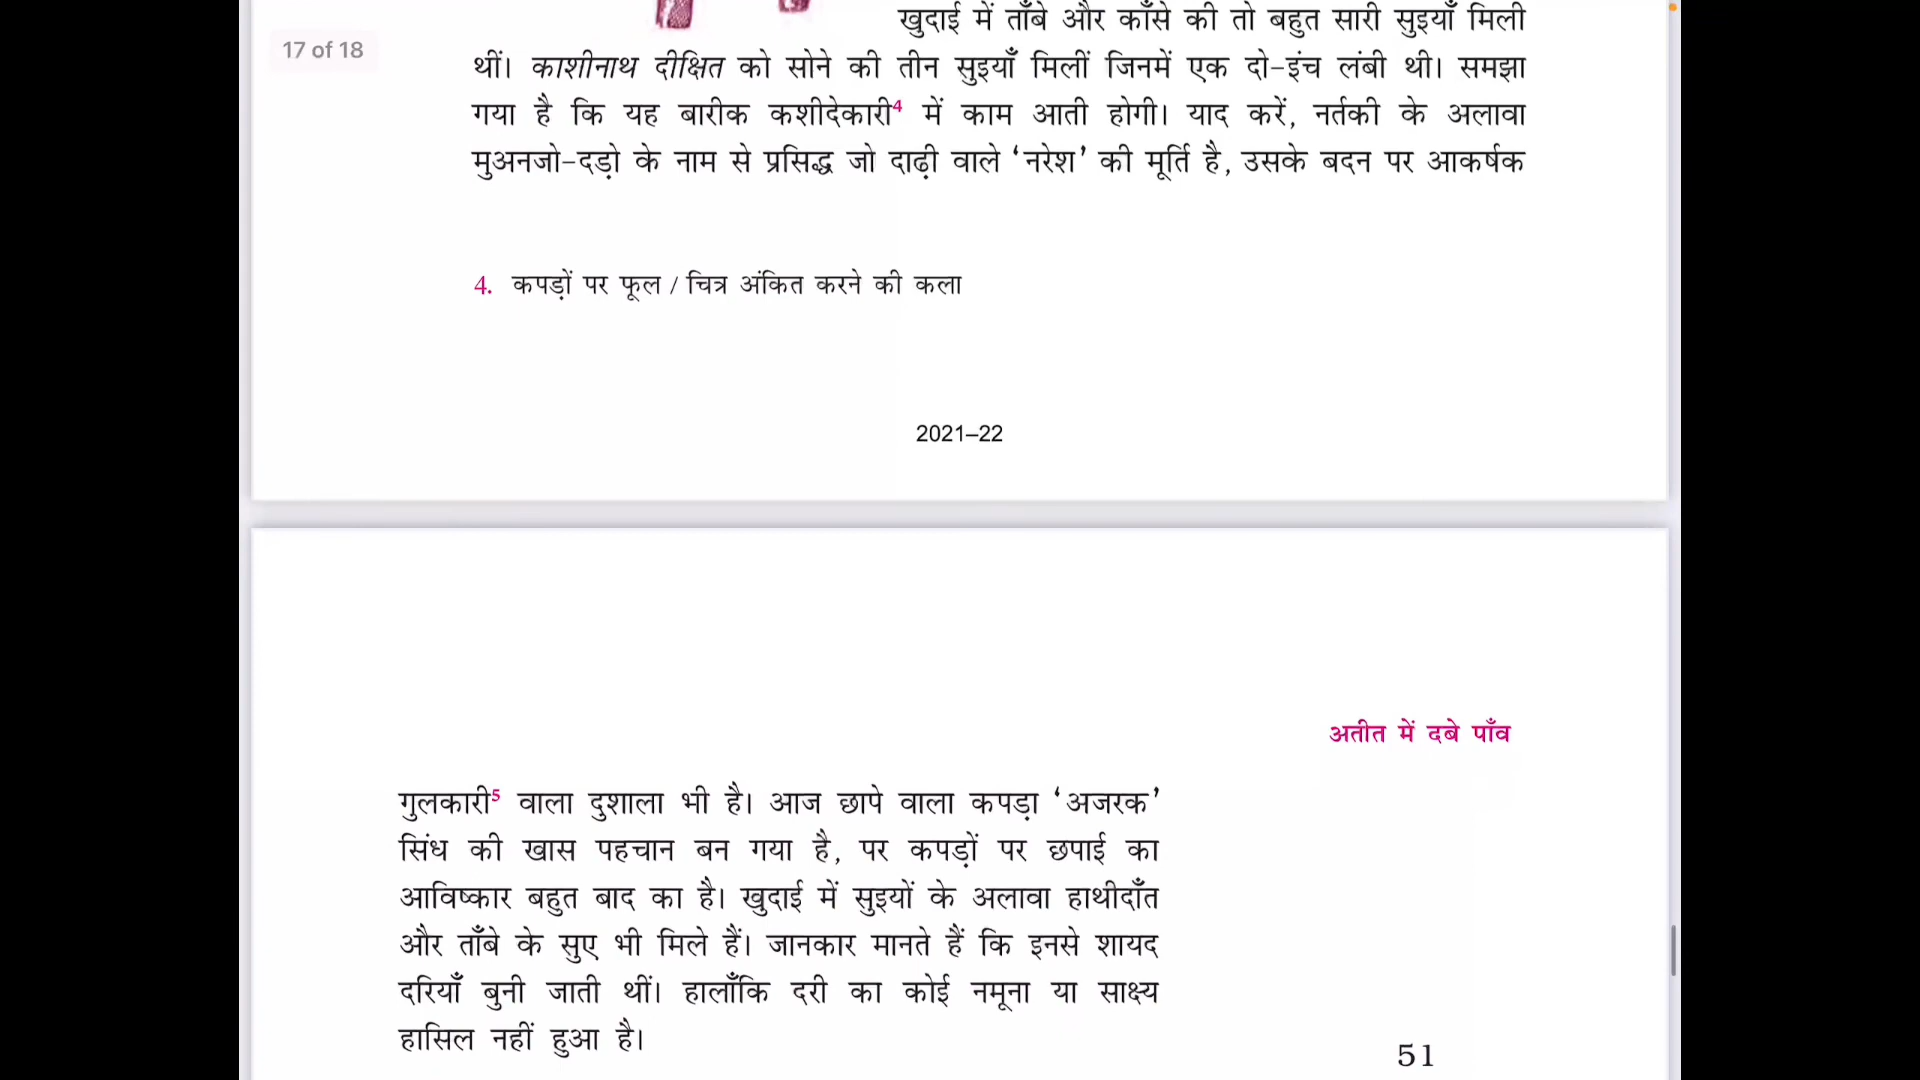 17 of 18
खुदाई में ताँबे और काँसे की तो बहुत सारी सुइयाँ मिली
थीं। काशीनाथ दीक्षित को सोने की तीन सुइयाँ मिलीं जिनमें एक दो-इंच लंबी थी। समझा
गया है कि यह बारीक कशीदेकारी4 में काम आती होगी। याद करें, नर्तकी के अलावा
मुअनजो-दड़ो के नाम से प्रसिद्ध जो दाढ़ी वाले ‘नरेश’ की मूर्ति है, उसके बदन पर आकर्षक
4. कपड़ों पर फूल / चित्र अंकित करने की कला
2021–22
अतीत में दबे पाँव
गुलकारी5 वाला दुशाला भी है। आज छापे वाला कपड़ा ‘अजरक’
सिंध की खास पहचान बन गया है, पर कपड़ों पर छपाई का
आविष्कार बहुत बाद का है। खुदाई में सुइयों के अलावा हाथीदाँत
और ताँबे के सुए भी मिले हैं। जानकार मानते हैं कि इनसे शायद
दरियाँ बुनी जाती थीं। हालाँकि दरी का कोई नमूना या साक्ष्य
हासिल नहीं हुआ है।
51